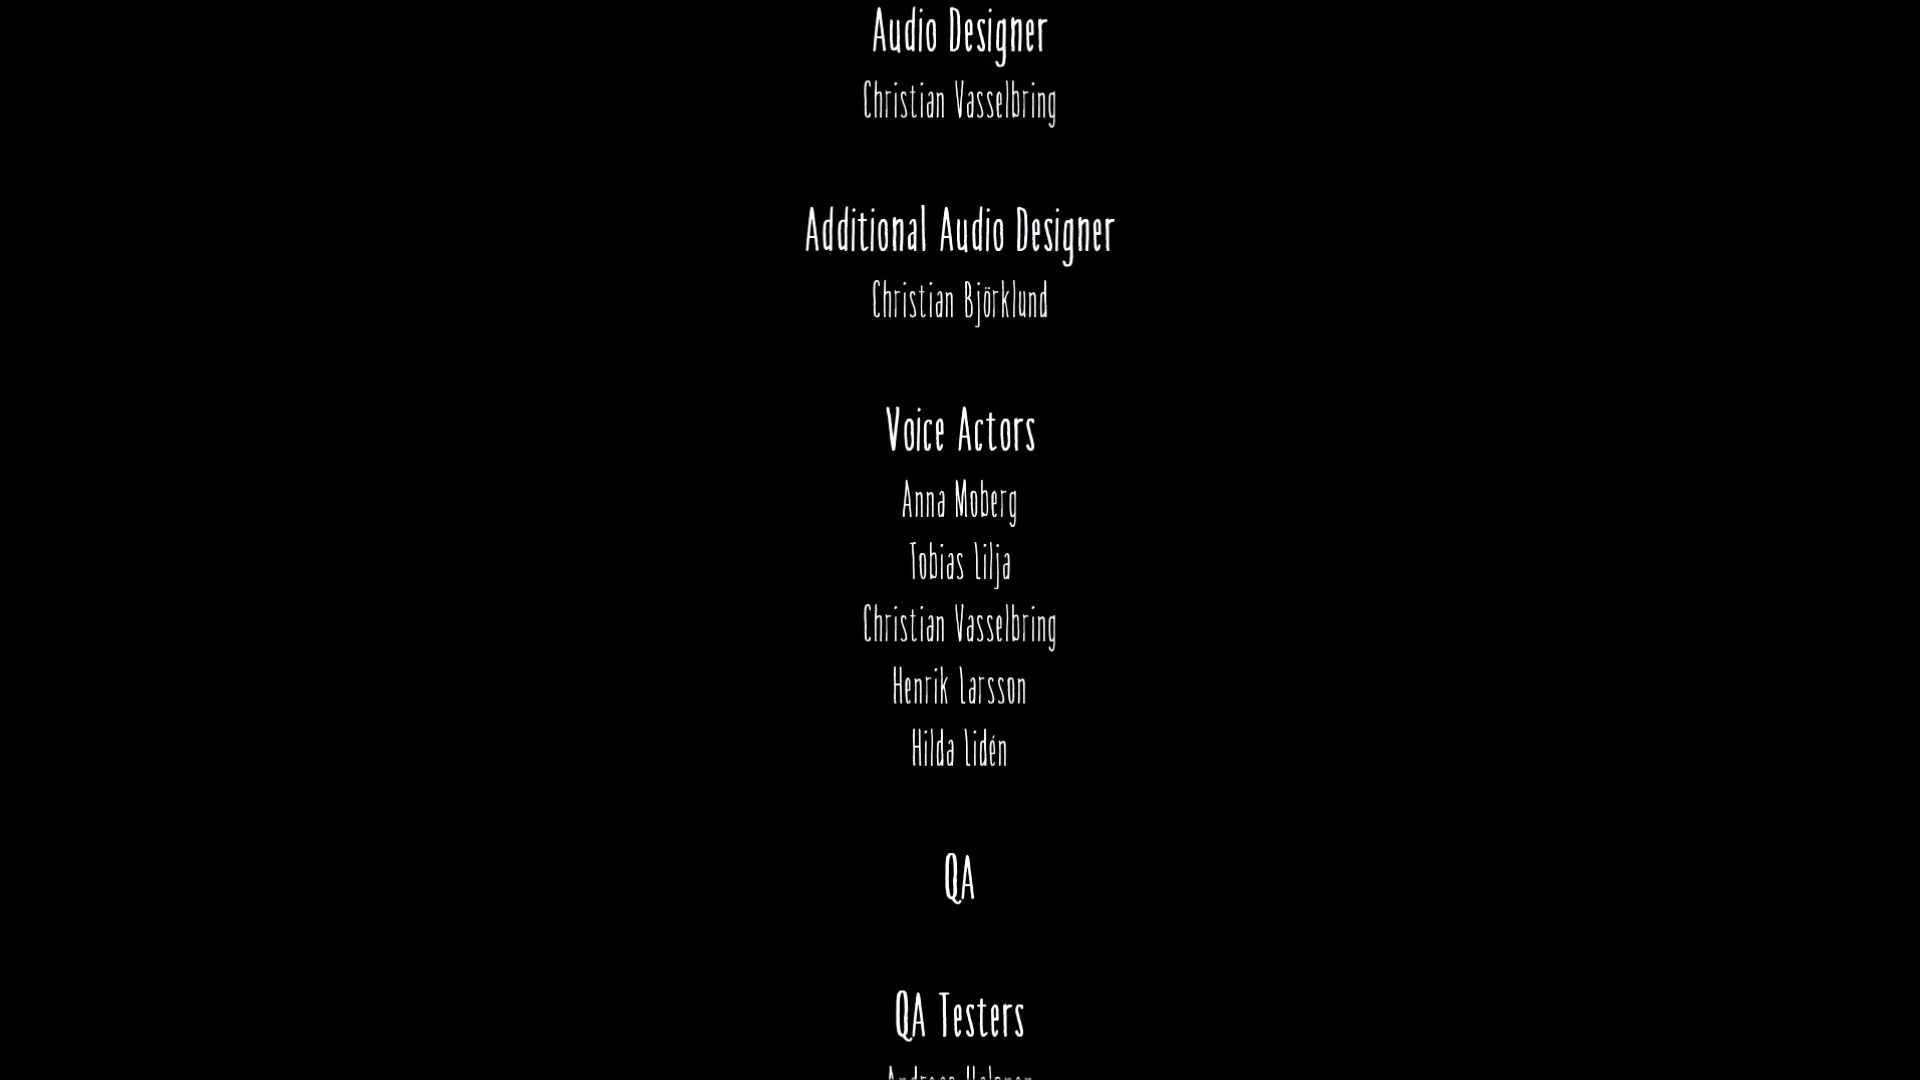 Audio Designer
Christian Vasselbring
Additional Audio Designer
Christian Björklund
Voice Actors
Anna Moberg
Tobias Lilja
Christian Vasselbring
Henrik Larsson
Hilda Lidén
QA
QA Testers